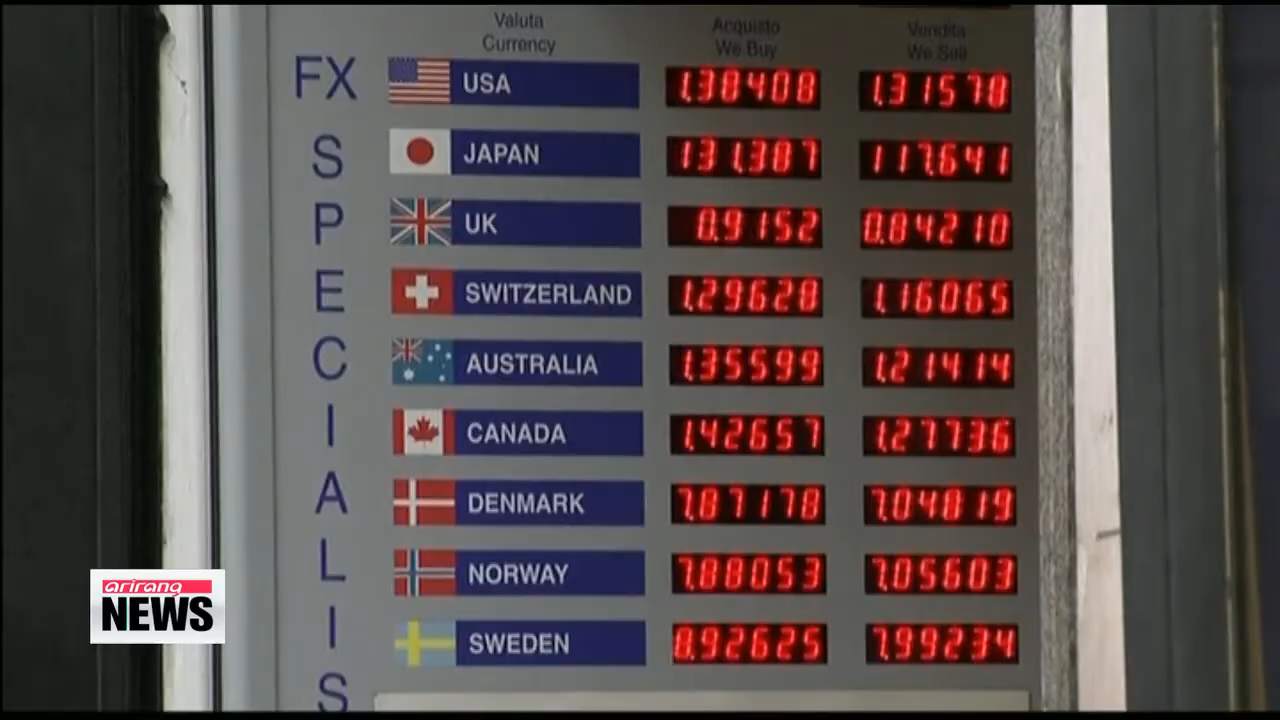 Valuta
Currency
Acquisto
We Buy
Vendita
We Sell
FX
SPECIALIS
USA 1.38408 1.31578
JAPAN 131.387 117.641
UK 0.9152 0.84210
SWITZERLAND 1.29628 1.16065
AUSTRALIA 1.35599 1.21414
CANADA 1.42657 1.27736
DENMARK 7.87178 7.04819
NORWAY 7.88053 7.05603
SWEDEN 8.92625 7.99234
arirang
NEWS